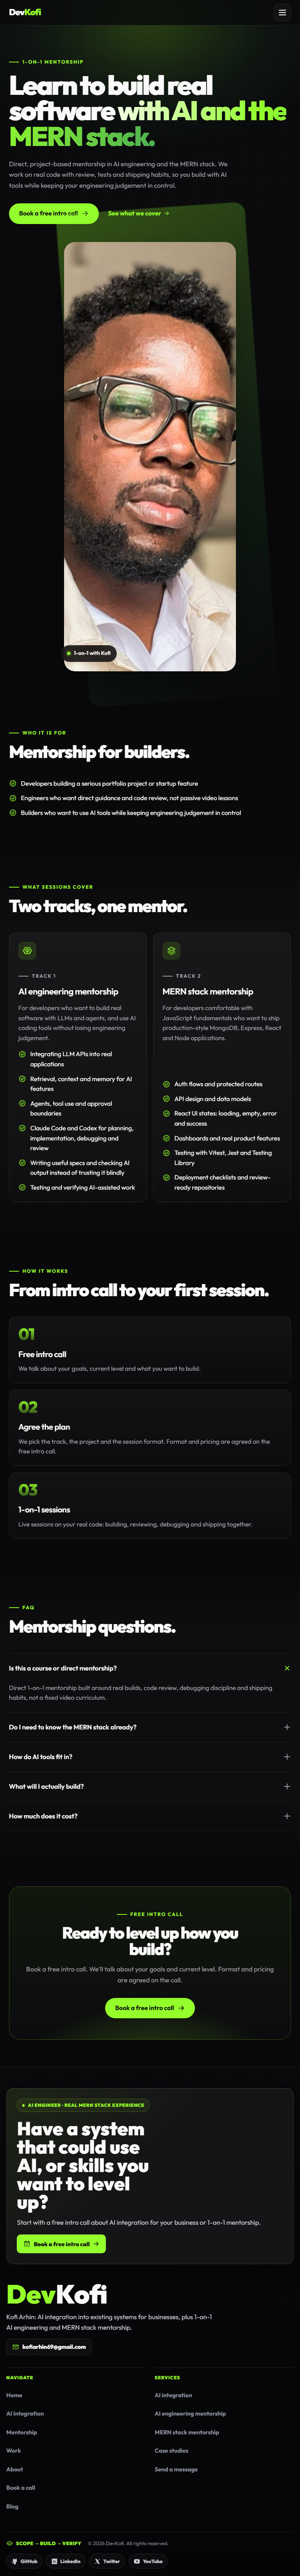 DevKofi
1-ON-1 MENTORSHIP
Learn to build real
software with AI and the
MERN stack.
Direct, project-based mentorship in AI engineering and the MERN stack. We
work on real code with review, tests and shipping habits, so you build with AI
tools while keeping your engineering judgement in control.
Book a free intro call →
See what we cover →
1-on-1 with Kofi
WHO IT IS FOR
Mentorship for builders.
Developers building a serious portfolio project or startup feature
Engineers who want direct guidance and code review, not passive video lessons
Builders who want to use AI tools while keeping engineering judgement in control
WHAT SESSIONS COVER
Two tracks, one mentor.
TRACK 1
AI engineering mentorship
For developers who want to build real
software with LLMs and agents, and use AI
coding tools without losing engineering
judgement.
Integrating LLM APIs into real
applications
Retrieval, context and memory for AI
features
Agents, tool use and approval
boundaries
Claude Code and Codex for planning,
implementation, debugging and
review
Writing useful specs and checking AI
output instead of trusting it blindly
Testing and verifying AI-assisted work
TRACK 2
MERN stack mentorship
For developers comfortable with
JavaScript fundamentals who want to ship
production-style MongoDB, Express, React
and Node applications.
Auth flows and protected routes
API design and data models
React UI states: loading, empty, error
and success
Dashboards and real product features
Testing with Vitest, Jest and Testing
Library
Deployment checklists and review-
ready repositories
HOW IT WORKS
From intro call to your first session.
01
Free intro call
We talk about your goals, current level and what you want to build.
02
Agree the plan
We pick the track, the project and the session format. Format and pricing are agreed on the
free intro call.
03
1-on-1 sessions
Live sessions on your real code: building, reviewing, debugging and shipping together.
FAQ
Mentorship questions.
Is this a course or direct mentorship?
Direct 1-on-1 mentorship built around real builds, code review, debugging discipline and shipping
habits, not a fixed video curriculum.
Do I need to know the MERN stack already?
How do AI tools fit in?
What will I actually build?
How much does it cost?
FREE INTRO CALL
Ready to level up how you
build?
Book a free intro call. We'll talk about your goals and current level. Format and pricing
are agreed on the call.
Book a free intro call →
AI ENGINEER · REAL MERN STACK EXPERIENCE
Have a system
that could use
AI, or skills you
want to level
up?
Start with a free intro call about AI integration for your business or 1-on-1 mentorship.
Book a free intro call →
DevKofi
Kofi Arhin: AI integration into existing systems for businesses, plus 1-on-1
AI engineering and MERN stack mentorship.
kofiarhin69@gmail.com
NAVIGATE
Home
AI Integration
Mentorship
Work
About
Book a call
Blog
SERVICES
AI integration
AI engineering mentorship
MERN stack mentorship
Case studies
Send a message
SCOPE → BUILD → VERIFY
© 2026 DevKofi. All rights reserved.
GitHub
LinkedIn
Twitter
YouTube